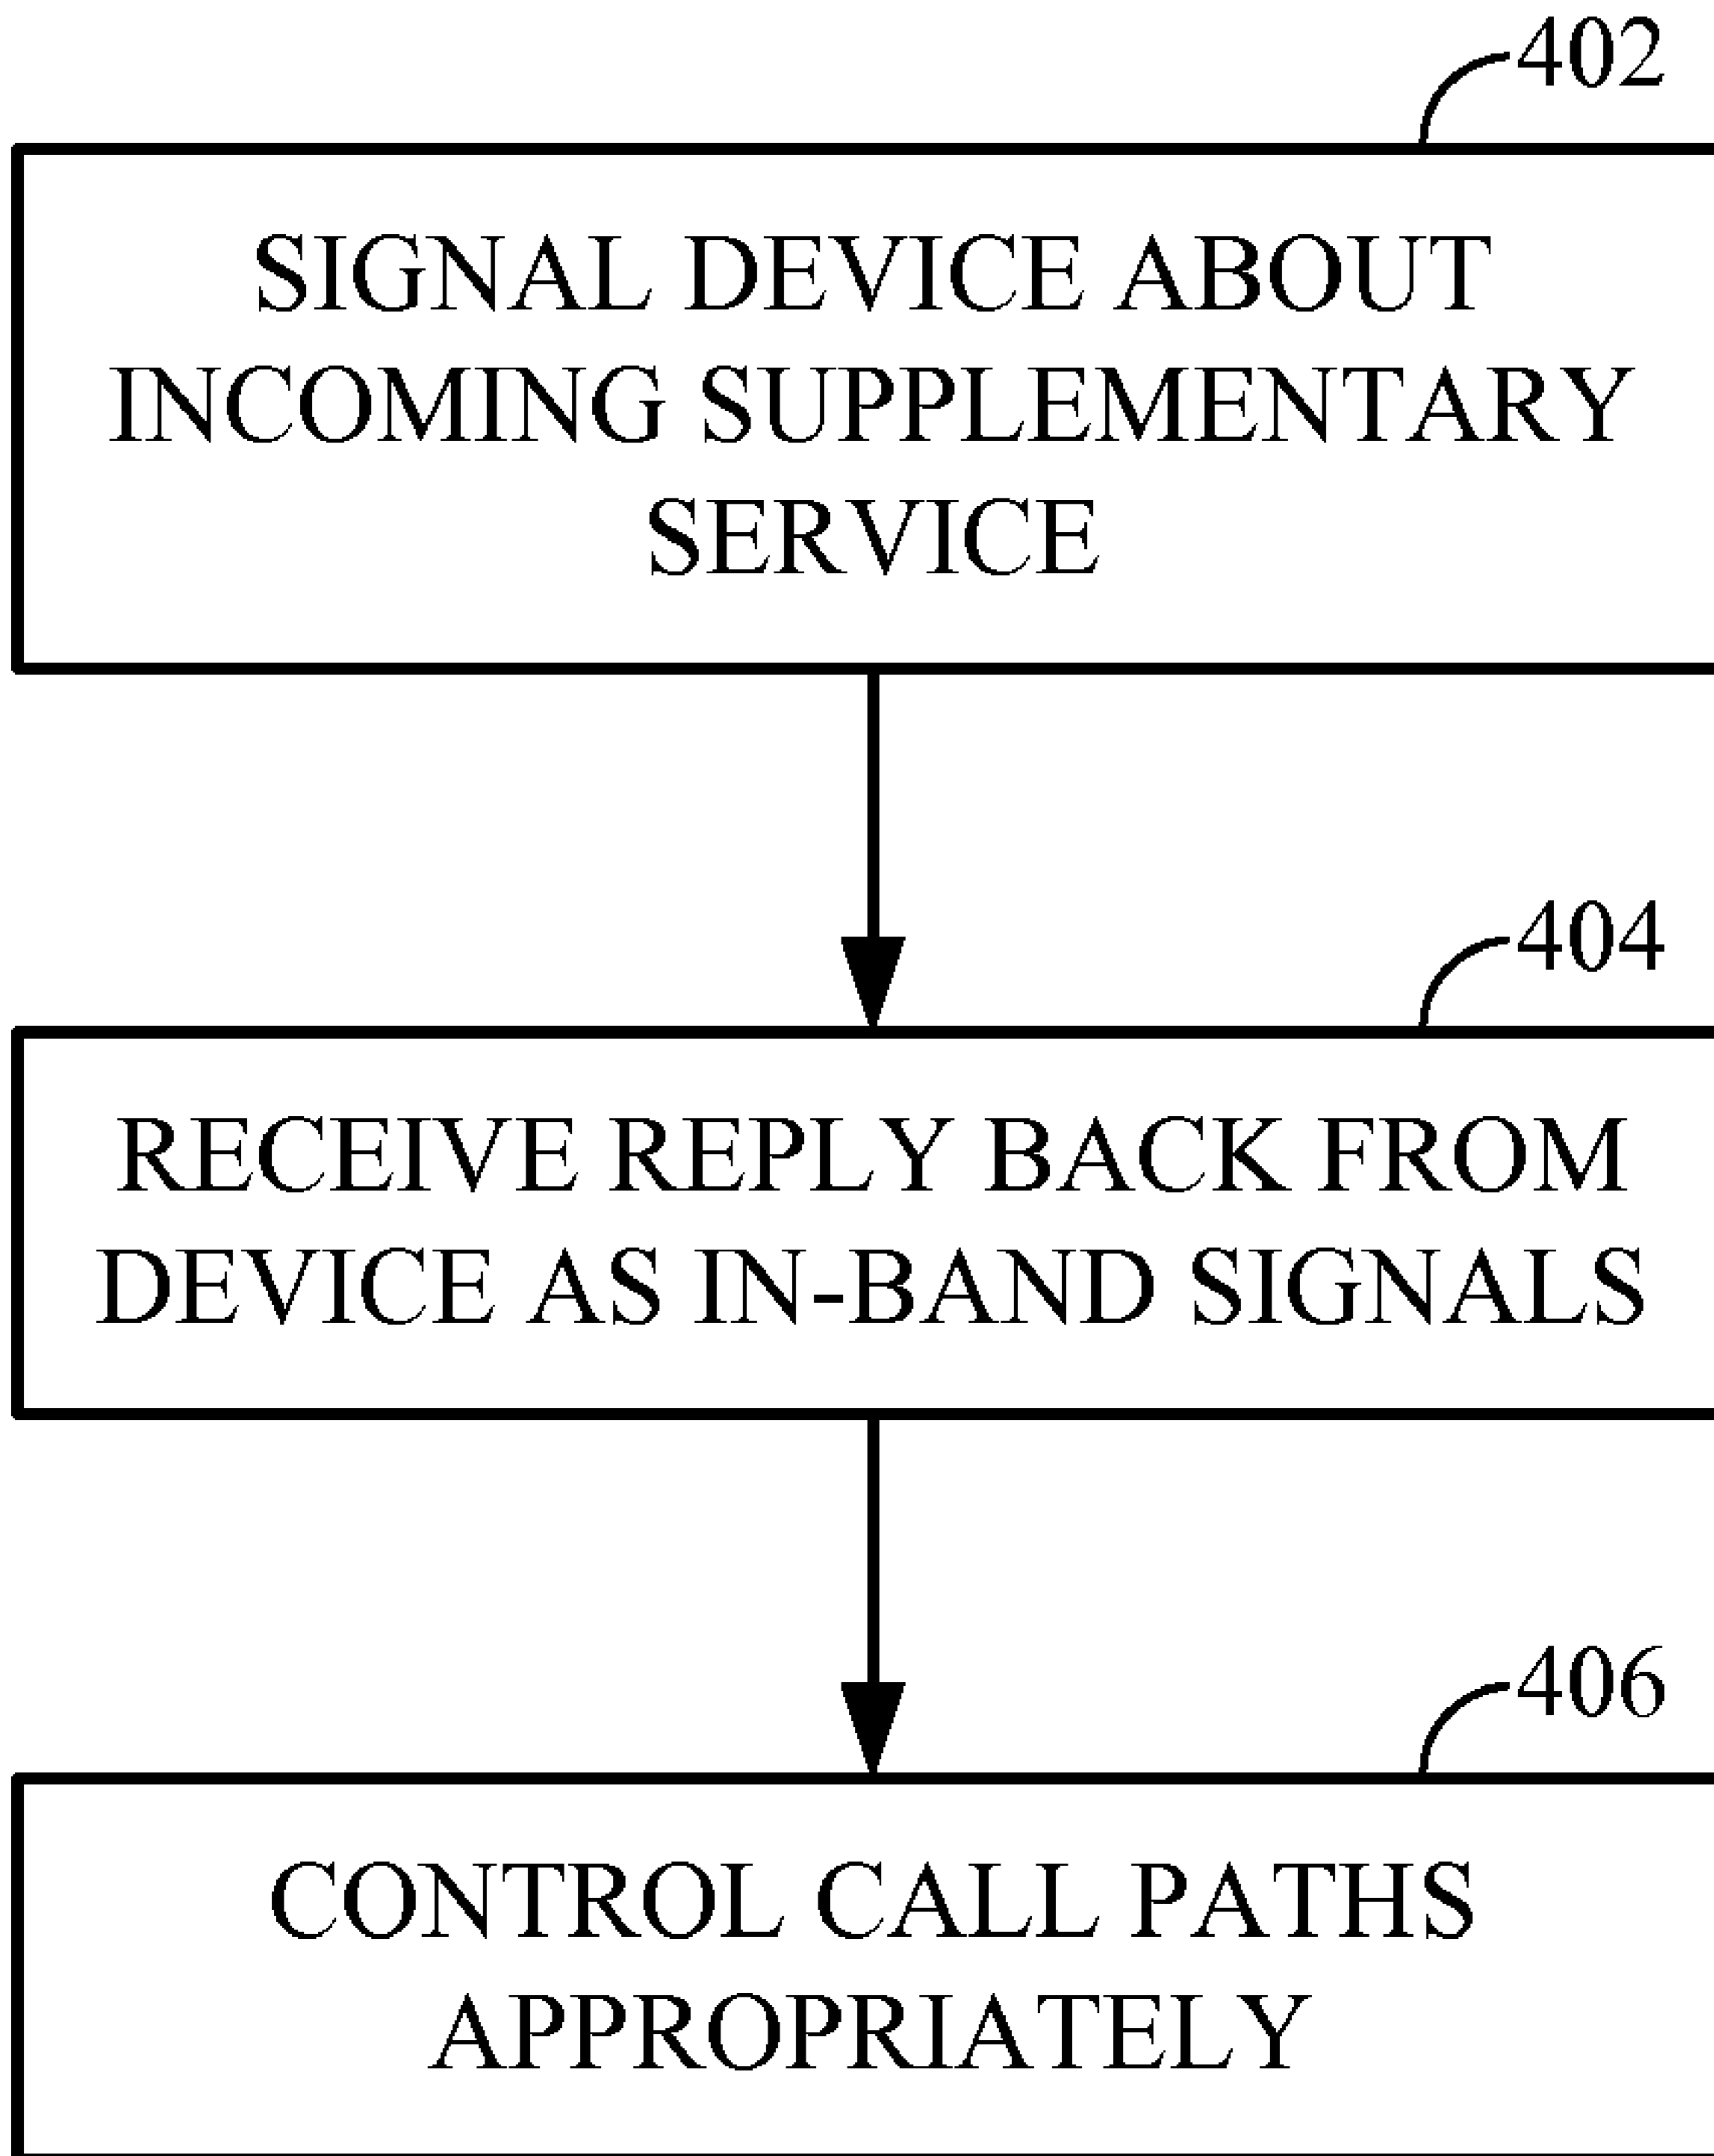 402
SIGNAL DEVICE ABOUT
INCOMING SUPPLEMENTARY
SERVICE
404
RECEIVE REPLY BACK FROM
DEVICE AS IN-BAND SIGNALS
406
CONTROL CALL PATHS
APPROPRIATELY